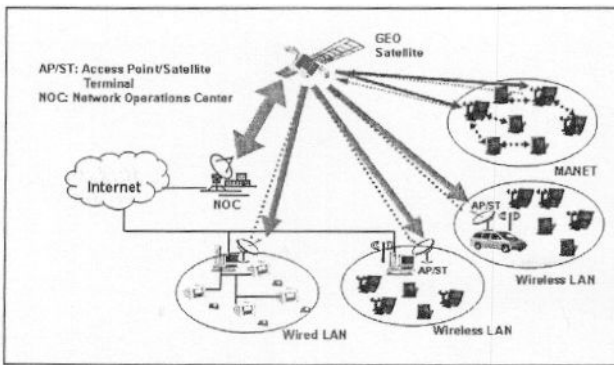 GEO
Satellite
AP/ST: Access Point/Satellite
Terminal
NOC: Network Operations Center
MANET
Internet
NOC
AP/ST
Wireless LAN
AP/ST
Wireless LAN
Wired LAN